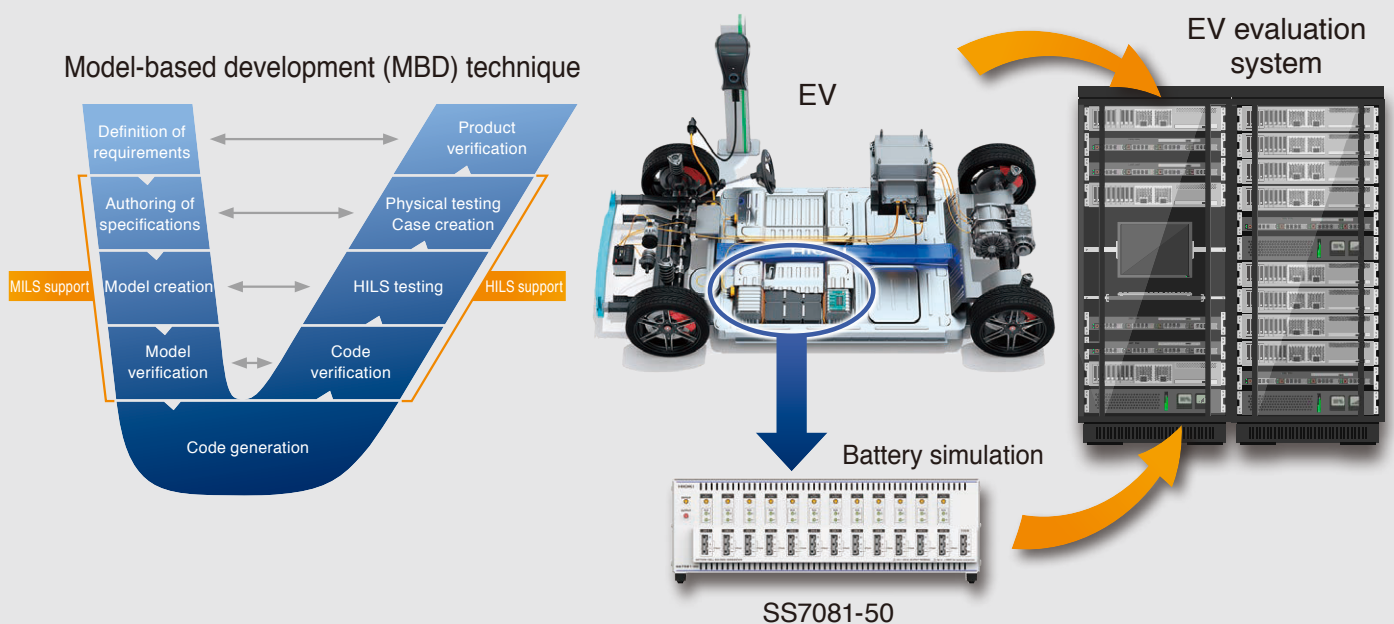 Model-based development (MBD) technique
Definition of
requirements
Product
verification
Authoring of
specifications
Physical testing
Case creation
MILS support
Model creation
HILS testing
HILS support
Model
verification
Code
verification
Code generation
EV
EV evaluation
system
Battery simulation
HIOKI
SS7081-50